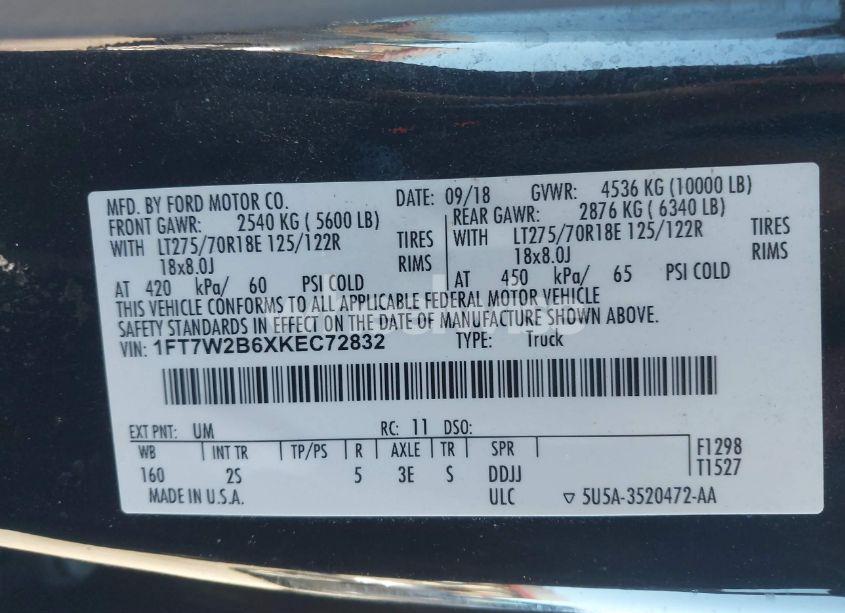 MFD. BY FORD MOTOR CO. DATE: 09/18 GVWR: 4536 KG (10000 LB)
FRONT GAWR: 2540 KG ( 5600 LB) REAR GAWR: 2876 KG ( 6340 LB)
WITH LT275/70R18E 125/122R TIRES WITH LT275/70R18E 125/122R TIRES
18x8.0J RIMS 18x8.0J RIMS
AT 420 kPa/ 60 PSI COLD AT 450 kPa/ 65 PSI COLD
THIS VEHICLE CONFORMS TO ALL APPLICABLE FEDERAL MOTOR VEHICLE
SAFETY STANDARDS IN EFFECT ON THE DATE OF MANUFACTURE SHOWN ABOVE.
VIN: 1FT7W2B6XKEC72832 TYPE: Truck
EXT PNT: UM RC: 11 DSO:
WB INT TR TP/PS R AXLE TR SPR F1298
160 2S 5 3E S DDJJ T1527
MADE IN U.S.A. ULC ▽ 5U5A-3520472-AA